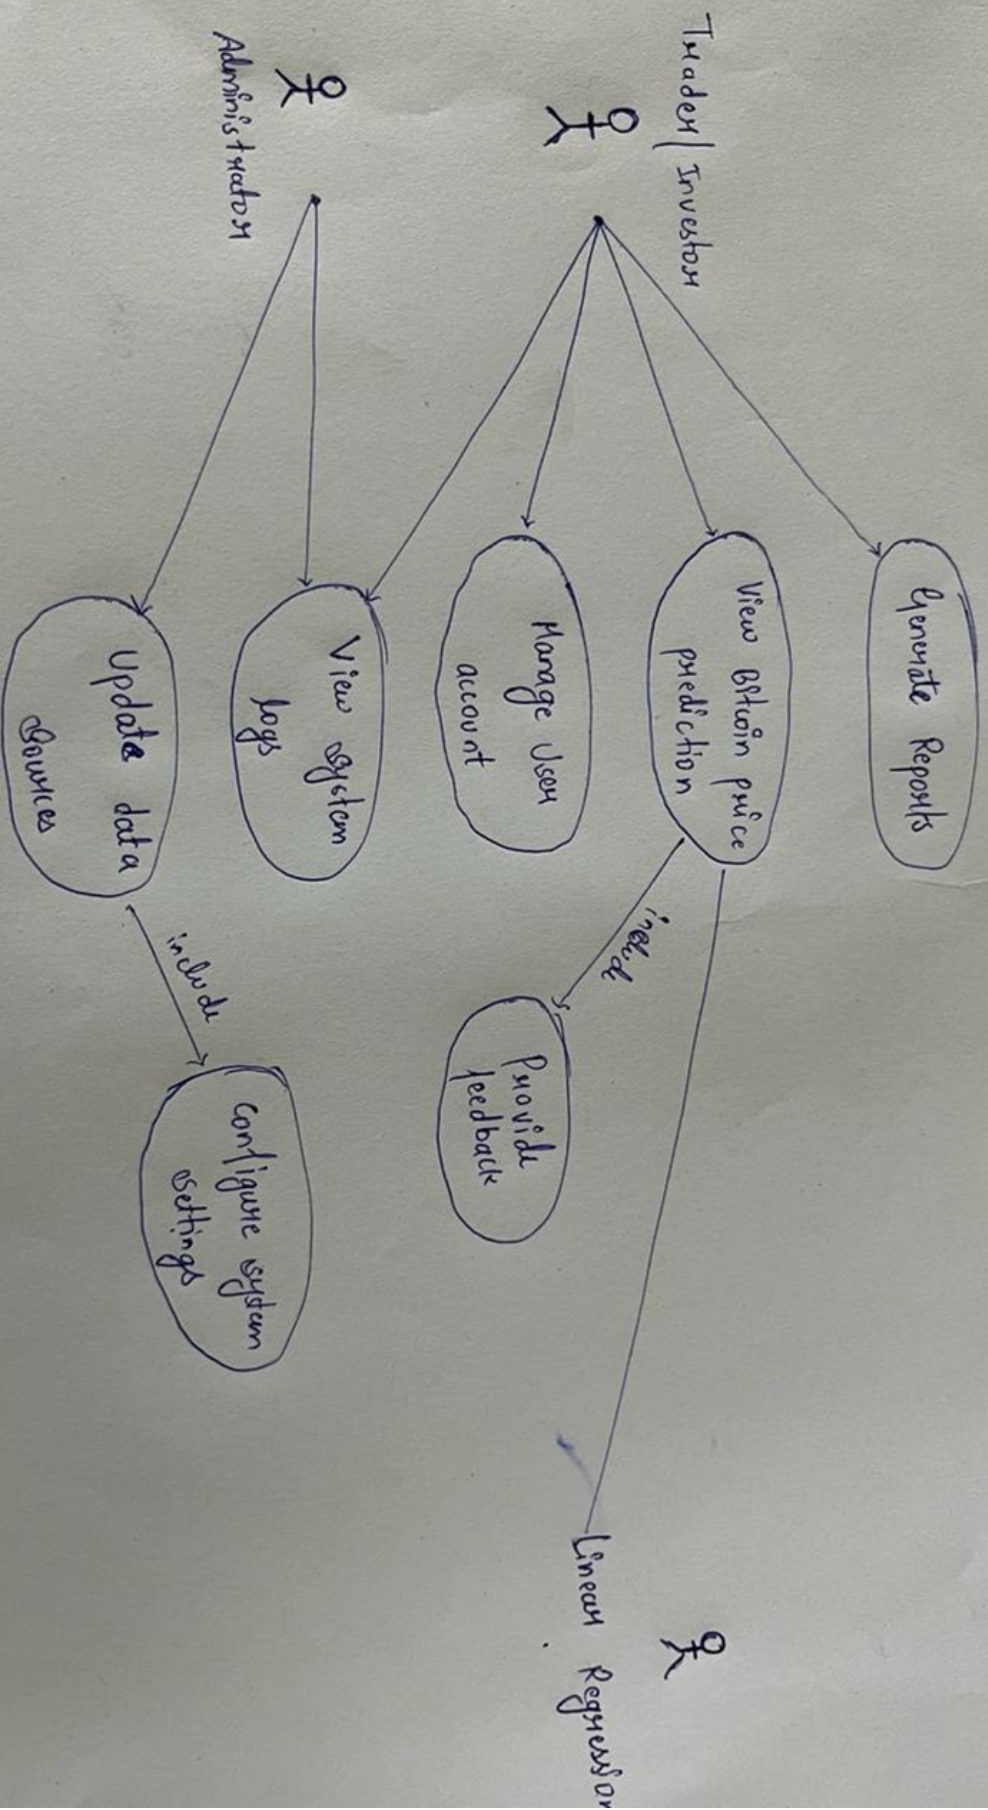 Trader/Investor
Generate Reports
View Bitcoin price
prediction
Manage User
account
View system
logs
Administrator
Update data
Sources
include
include
Provide
feedback
Configure system
settings
Linear Regression